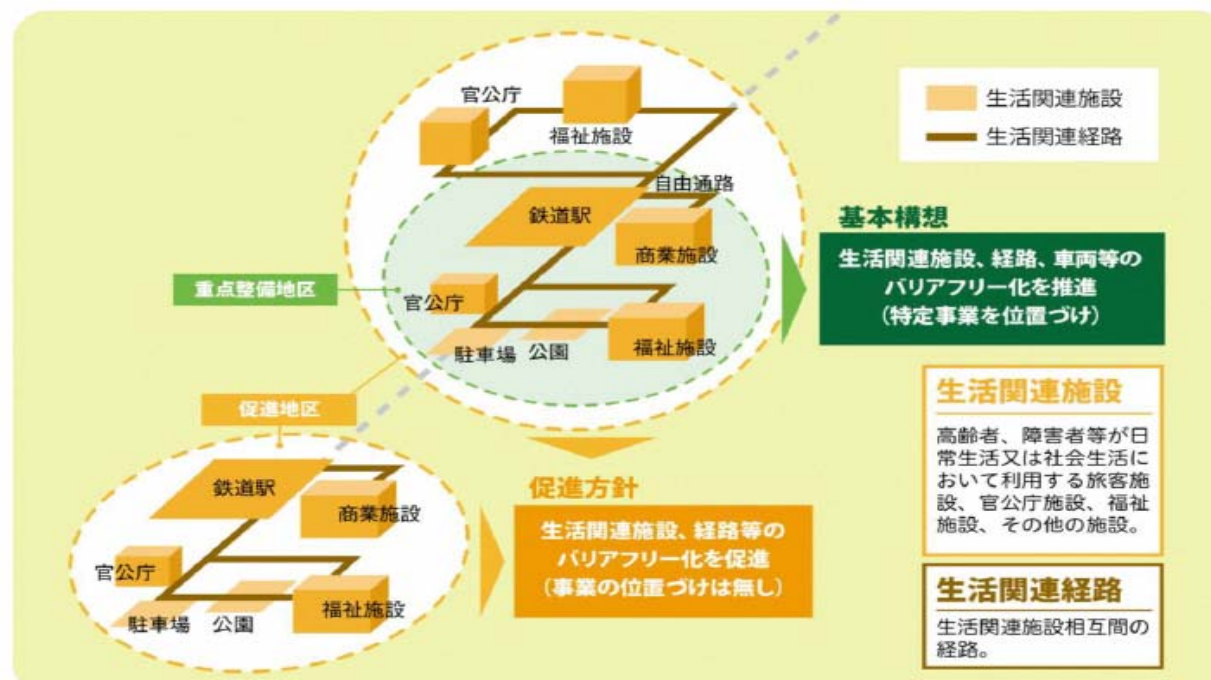 官公庁
福祉施設
自由通路
鉄道駅
商業施設
官公庁
駐車場
公園
福祉施設
重点整備地区
促進地区
鉄道駅
商業施設
官公庁
駐車場
公園
福祉施設
生活関連施設
生活関連経路
基本構想
生活関連施設、経路、車両等の
バリアフリー化を推進
(特定事業を位置づけ)
促進方針
生活関連施設、経路等の
バリアフリー化を促進
(事業の位置づけは無し)
生活関連施設
高齢者、障害者等が日
常生活又は社会生活に
おいて利用する旅客施
設、官公庁施設、福祉
施設、その他の施設。
生活関連経路
生活関連施設相互間の
経路。